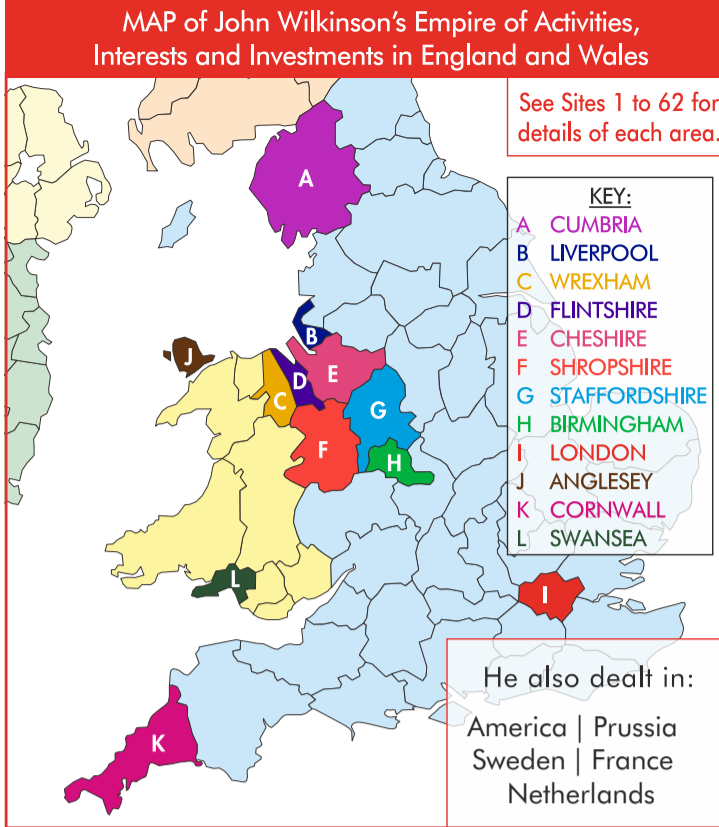 MAP of John Wilkinson's Empire of Activities,
Interests and Investments in England and Wales
See Sites 1 to 62 for
details of each area.
KEY:
A CUMBRIA
B LIVERPOOL
C WREXHAM
D FLINTSHIRE
E CHESHIRE
F SHROPSHIRE
G STAFFORDSHIRE
H BIRMINGHAM
I LONDON
J ANGLESEY
K CORNWALL
L SWANSEA
A
B
J
E
D
C
G
F
H
L
I
K
He also dealt in:
America | Prussia
Sweden | France
Netherlands